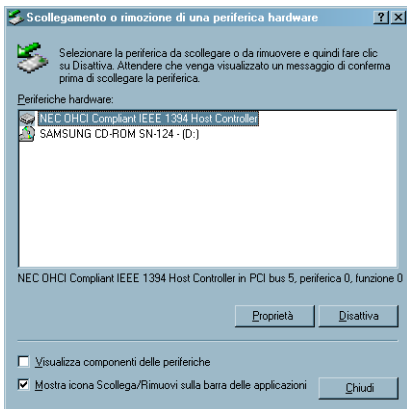 Scollegamento o rimozione di una periferica hardware
Selezionare la periferica da scollegare o da rimuovere e quindi fare clic
su Disattiva. Attendere che venga visualizzato un messaggio di conferma
prima di scollegare la periferica.
Periferiche hardware:
NEC OHCI Compliant IEEE 1394 Host Controller
SAMSUNG CD-ROM SN-124 - (D:)
NEC OHCI Compliant IEEE 1394 Host Controller in PCI bus 5, periferica 0, funzione 0
Proprietà
Disattiva
Visualizza componenti delle periferiche
Mostra icona Scollega/Rimuovi sulla barra delle applicazioni
Chiudi